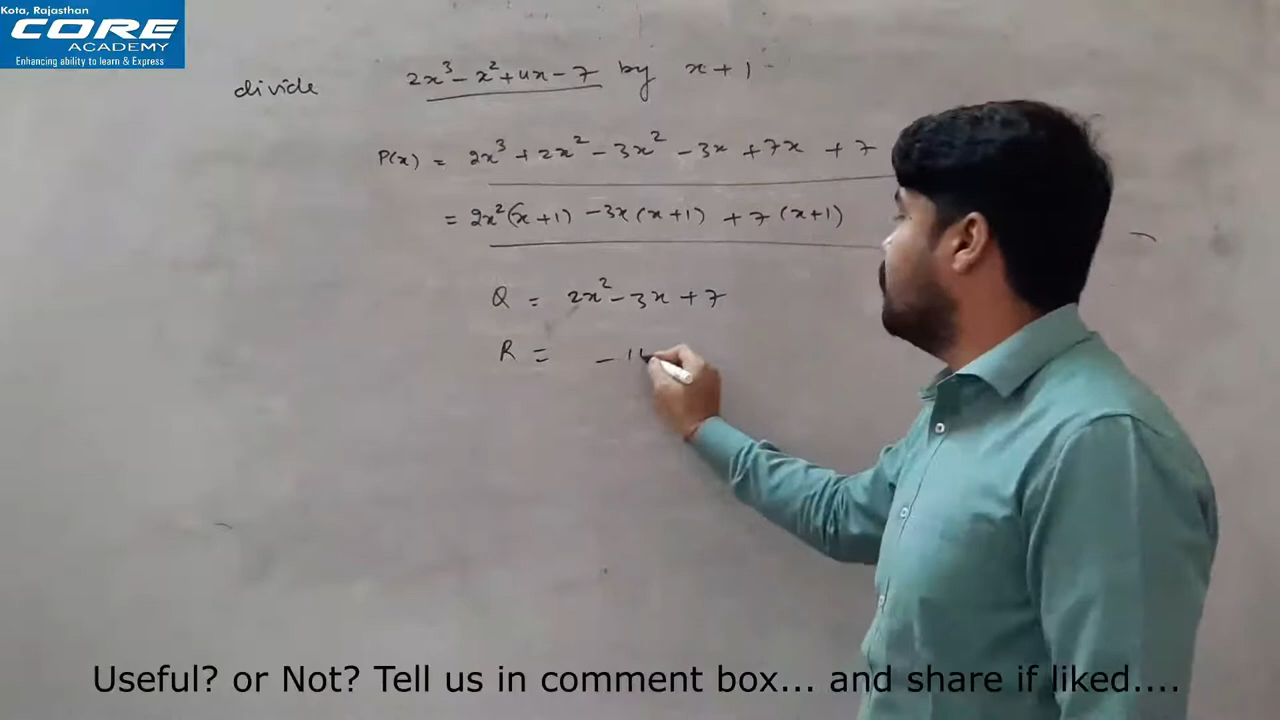 Kota, Rajasthan
CORE
ACADEMY
Enhancing ability to learn & Express
divide 2x³ - x² + 4x - 7 by x + 1
P(x) = 2x³ + 2x² - 3x² - 3x + 7x + 7
= 2x²(x+1) - 3x(x+1) + 7(x+1)
Q = 2x² - 3x + 7
R = - 14
Useful? or Not? Tell us in comment box... and share if liked....